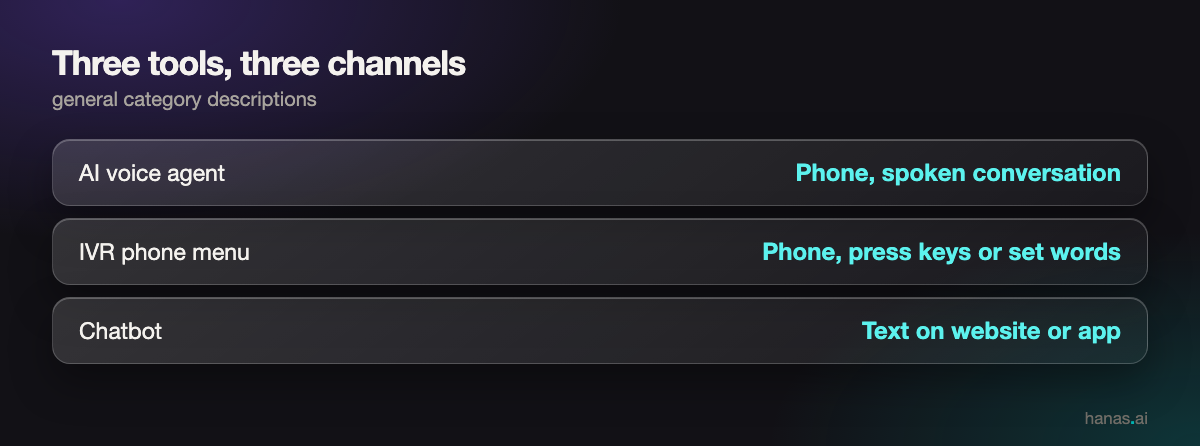 Three tools, three channels
general category descriptions
AI voice agent
Phone, spoken conversation
IVR phone menu
Phone, press keys or set words
Chatbot
Text on website or app
hanas.ai